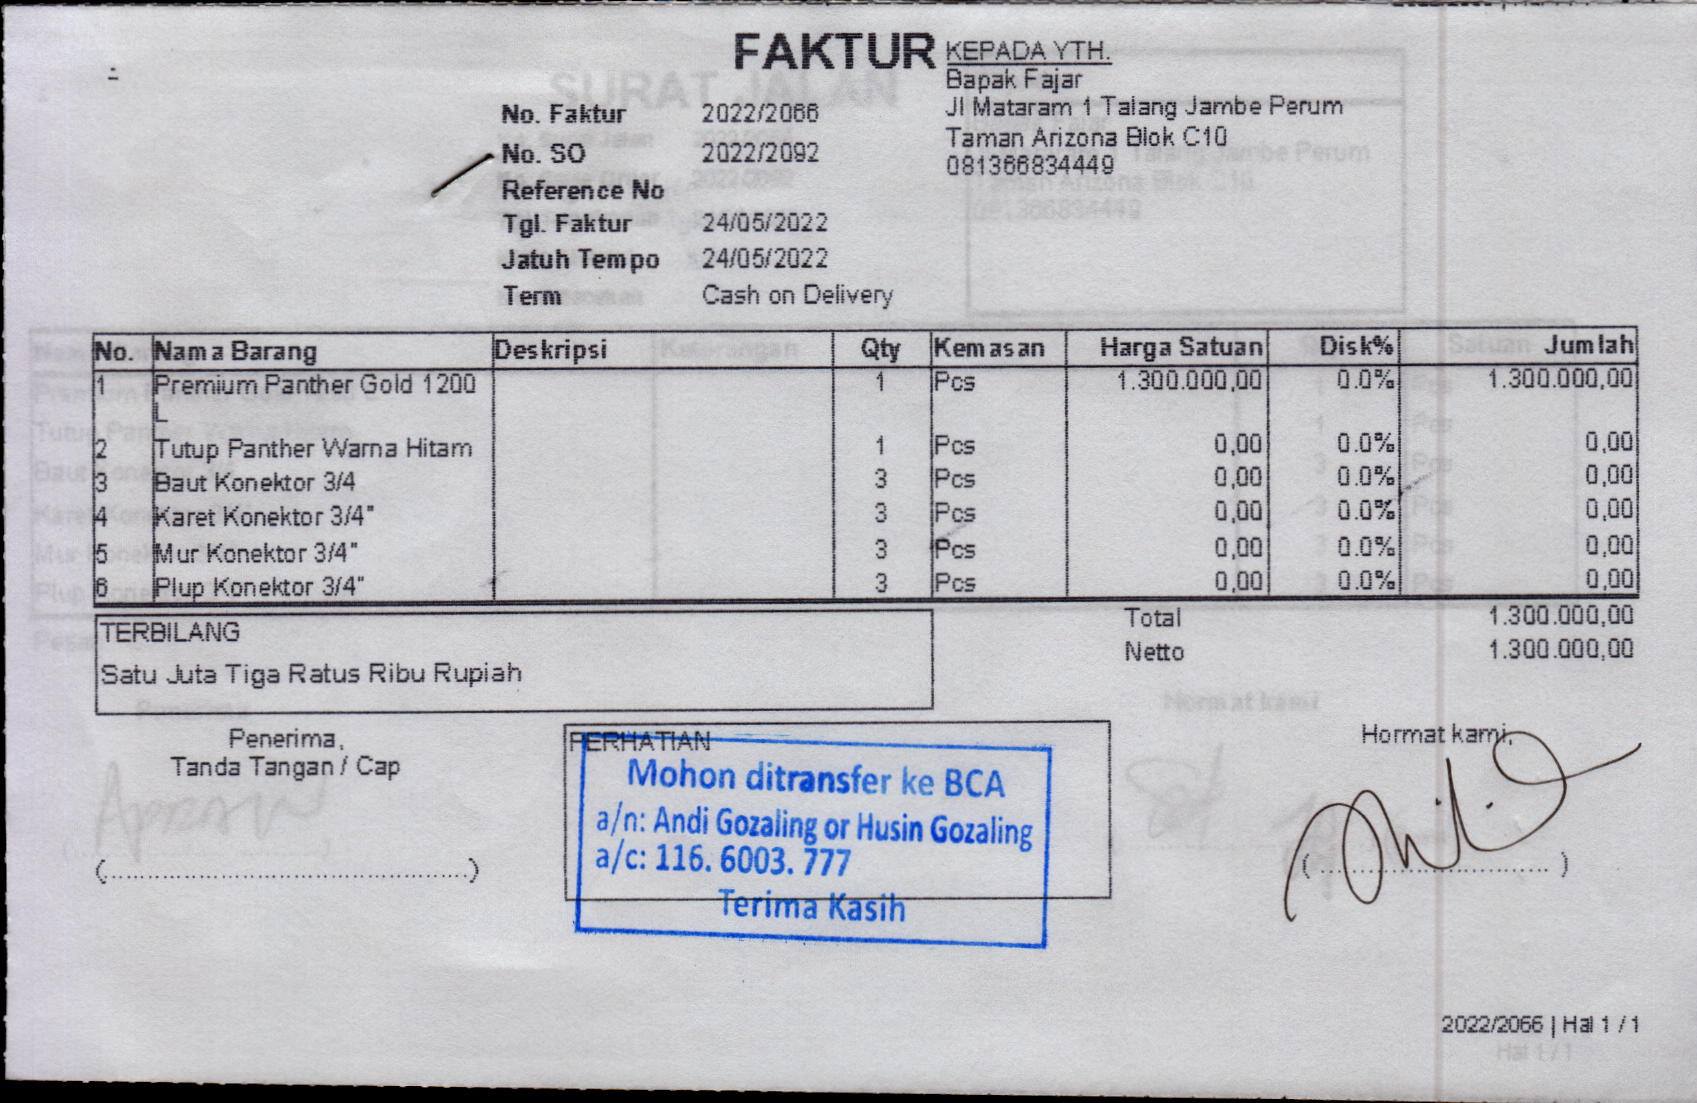 FAKTUR
KEPADA YTH.
Bapak Fajar
Jl Mataram 1 Talang Jambe Perum
Taman Arizona Blok C10
081366834449
No. Faktur 2022/2066
No. SO 2022/2092
Reference No
Tgl. Faktur 24/05/2022
Jatuh Tempo 24/05/2022
Term Cash on Delivery
No. Nama Barang Deskripsi Qty Kemasan Harga Satuan Disk% Jumlah
1 Premium Panther Gold 1200 1 Pcs 1.300.000,00 0.0% 1.300.000,00
L
2 Tutup Panther Warna Hitam 1 Pcs 0,00 0.0% 0,00
3 Baut Konektor 3/4 3 Pcs 0,00 0.0% 0,00
4 Karet Konektor 3/4" 3 Pcs 0,00 0.0% 0,00
5 Mur Konektor 3/4" 3 Pcs 0,00 0.0% 0,00
6 Plup Konektor 3/4" 3 Pcs 0,00 0.0% 0,00
Total 1.300.000,00
Netto 1.300.000,00
TERBILANG
Satu Juta Tiga Ratus Ribu Rupiah
Penerima,
Tanda Tangan / Cap
(............................................)
PERHATIAN
Mohon ditransfer ke BCA
a/n: Andi Gozaling or Husin Gozaling
a/c: 116. 6003. 777
Terima Kasih
Hormat kami,
(............................)
2022/2066 | Hal 1 / 1